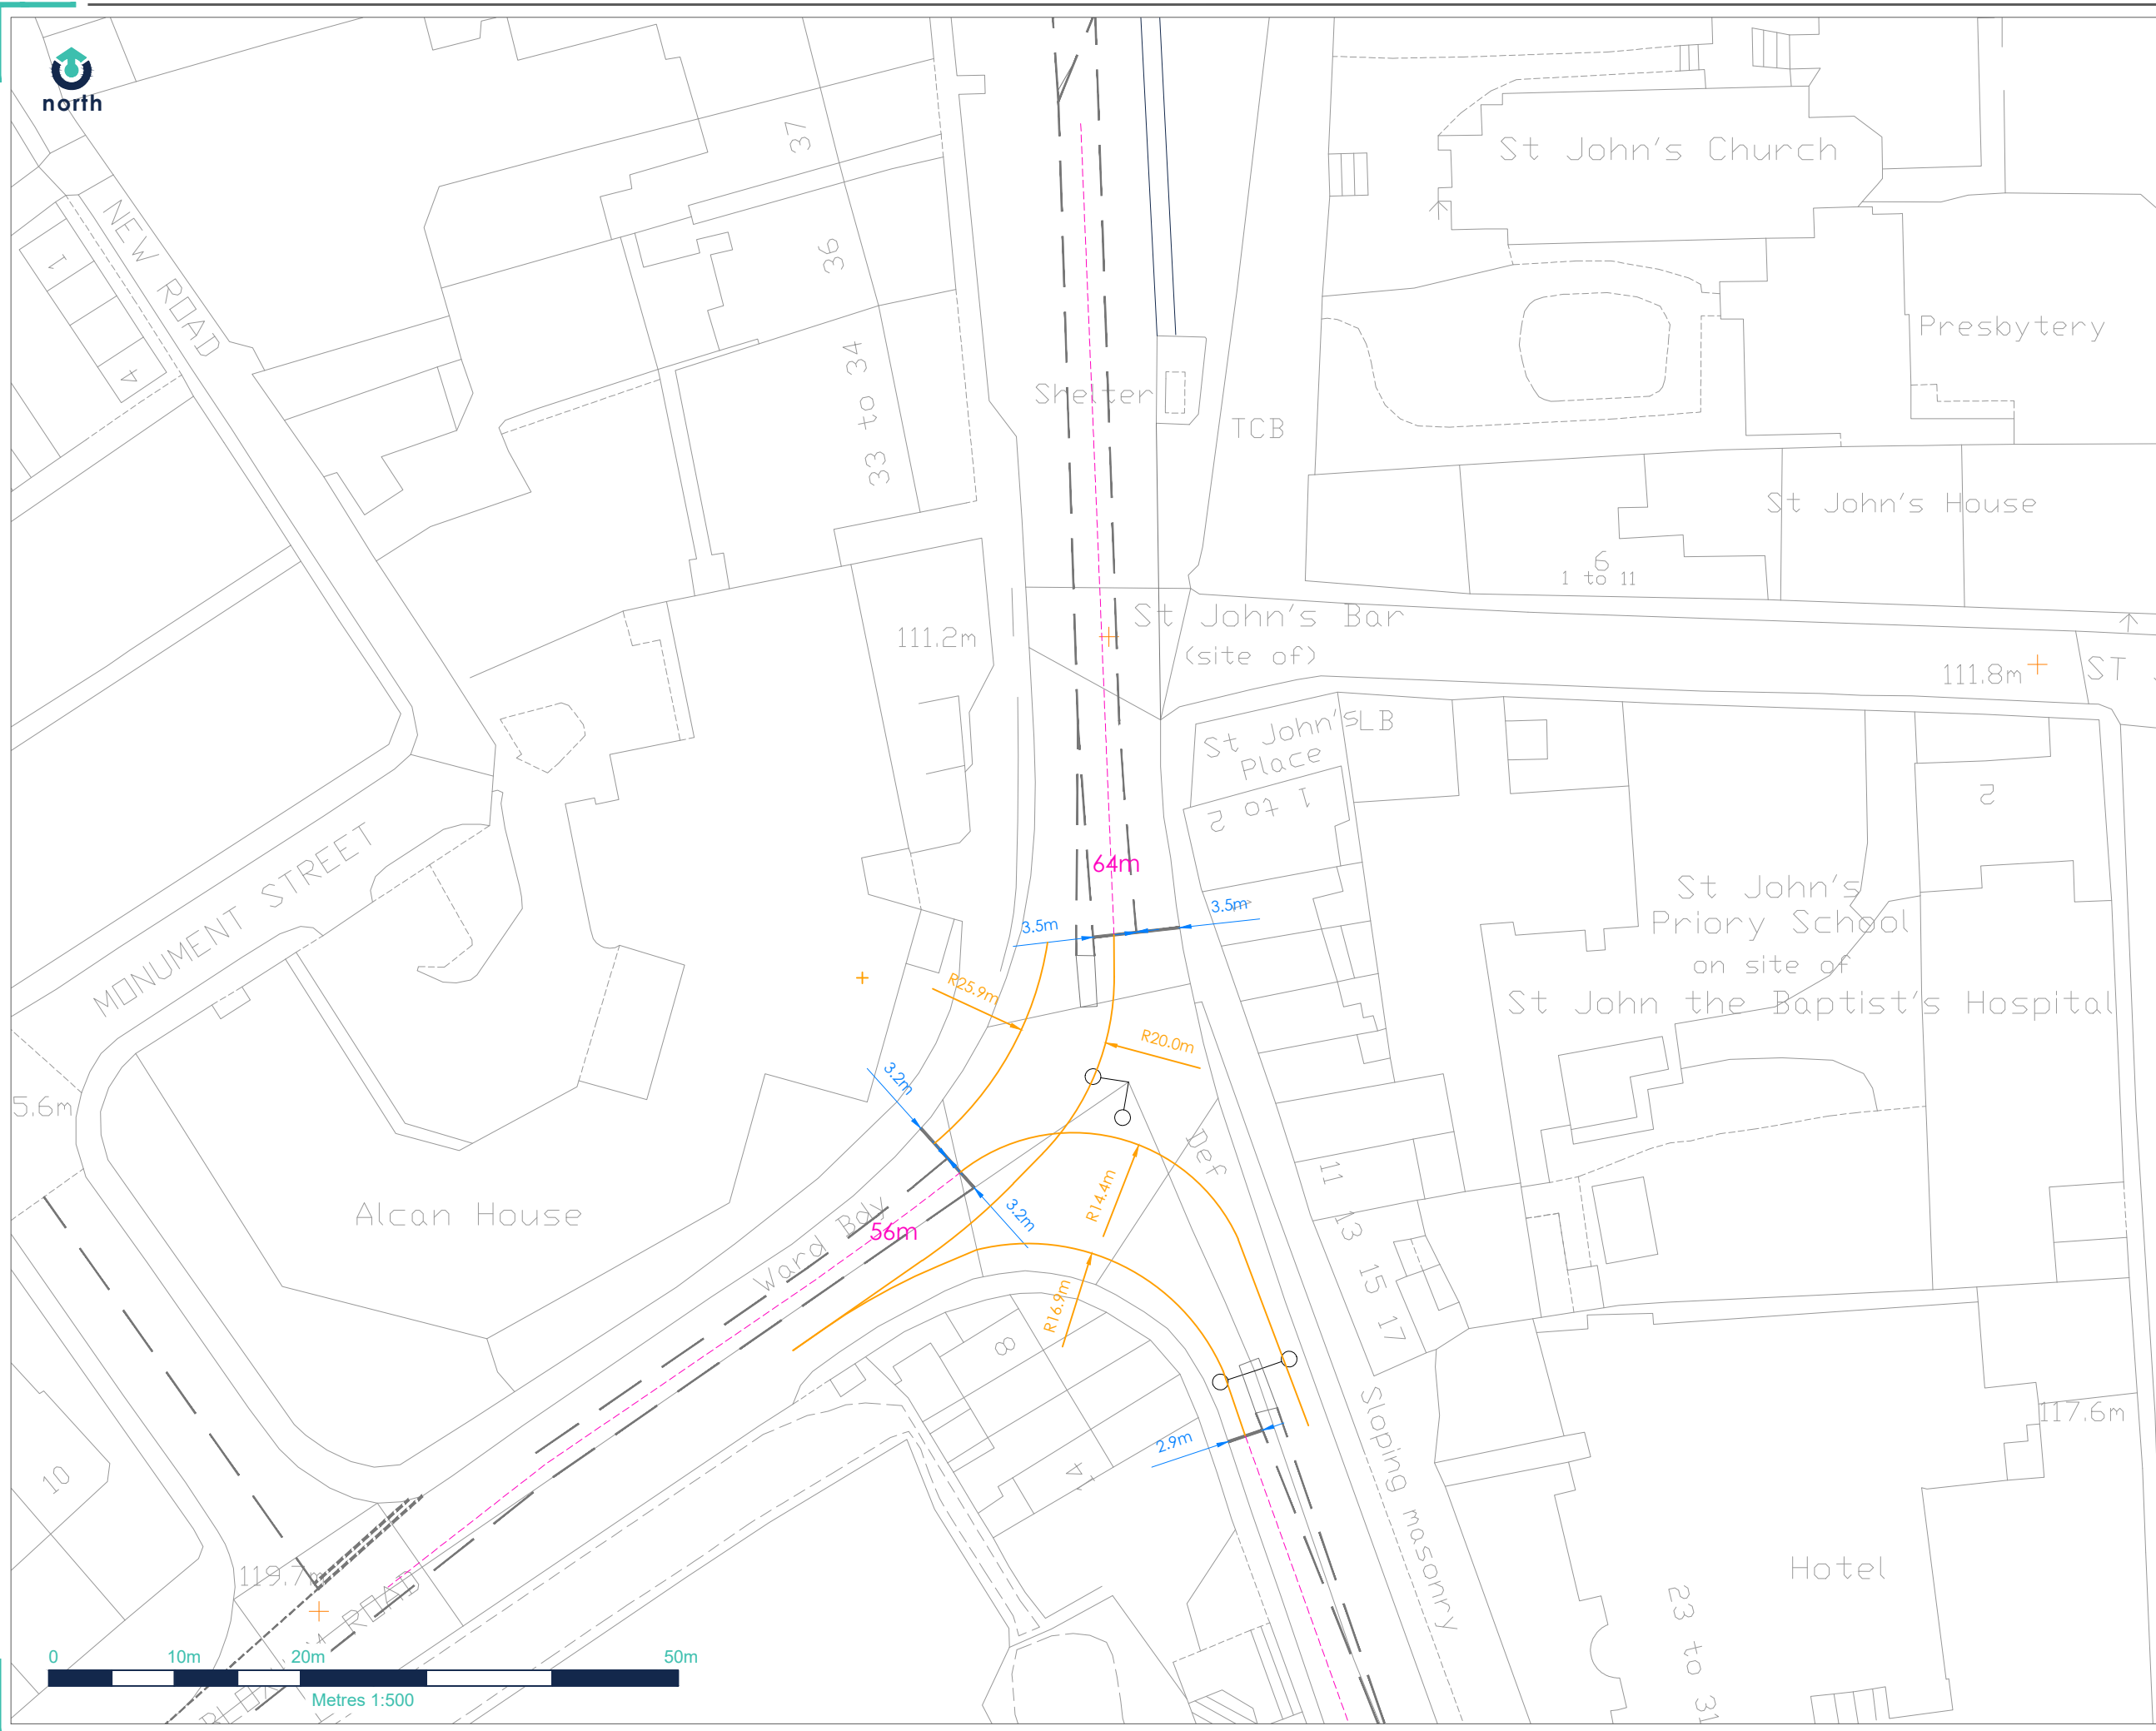 north
37
St John's Church
NEW ROAD
36
1
4
Presbytery
33 to 34
Shelter
TCB
St John's House
6
1 to 11
St John's Bar
(site of)
111.2m
111.8m
ST
St John's
Place
LB
1 to 2
2
64m
MONUMENT STREET
St John's
Priory School
on site of
St John the Baptist's Hospital
3.5m
3.5m
R25.9m
R20.0m
3.2m
5.6m
Def
11
R14.4m
3.2m
Alcan House
Ward Bdy
56m
13
15
17
R16.9m
8
Sloping masonry
117.6m
2.9m
4
10
Hotel
119.7m
ROAD
23 to 31
0
10m
20m
50m
Metres 1:500